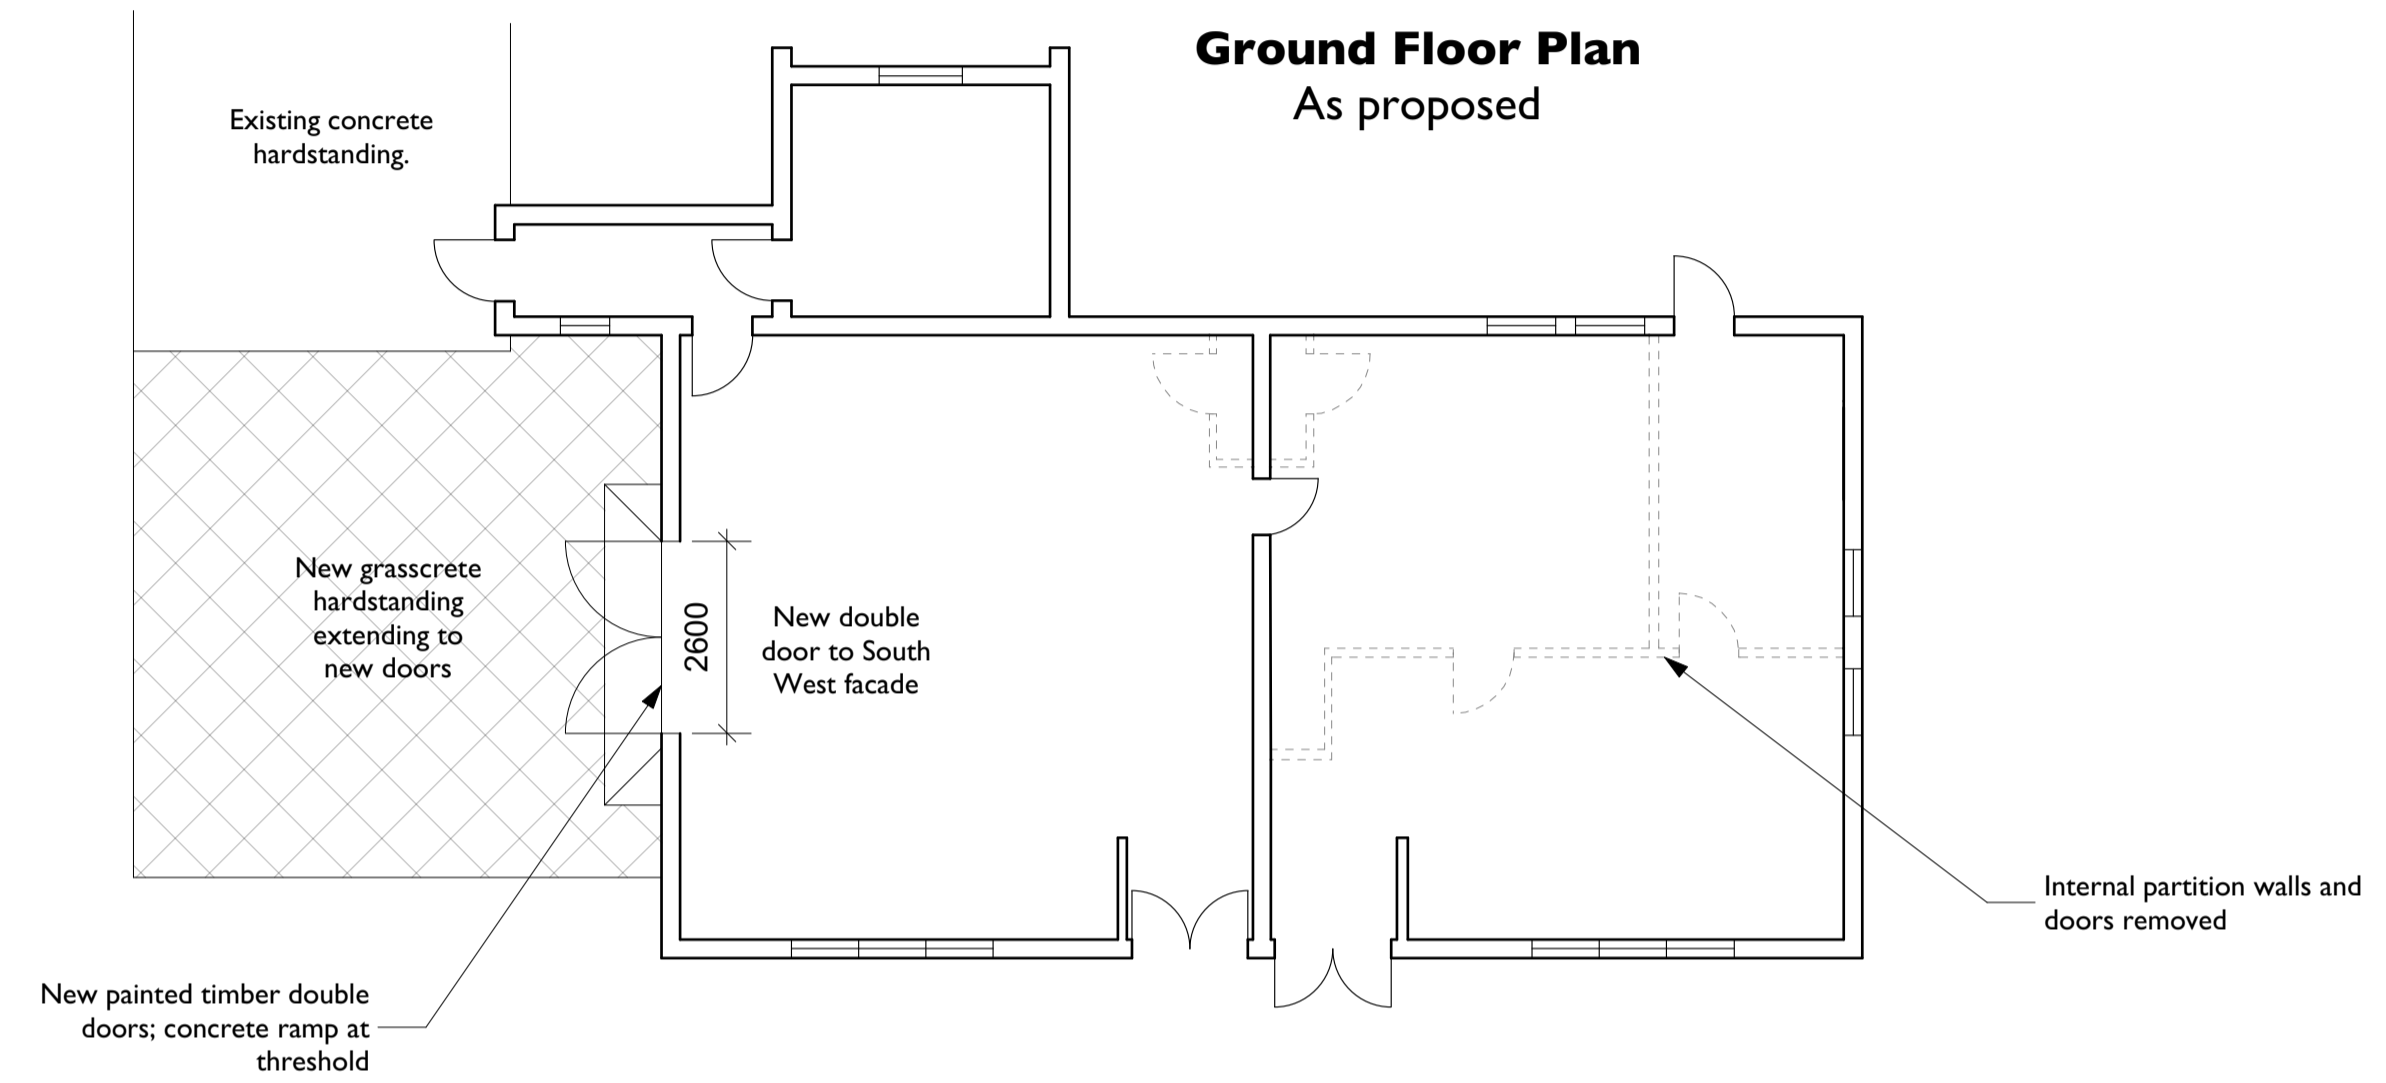 Ground Floor Plan
As proposed
Existing concrete
hardstanding.
New grasscrete
hardstanding
extending to
new doors
2600
New double
door to South
West facade
Internal partition walls and
doors removed
New painted timber double
doors; concrete ramp at
threshold